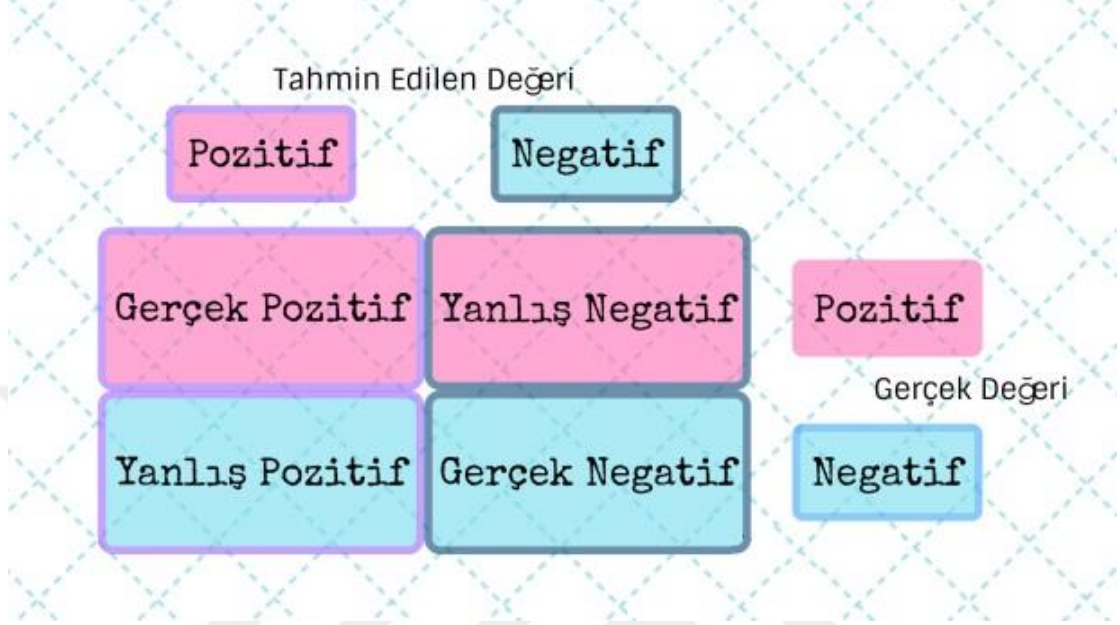 Tahmin Edilen Değeri
Pozitif Negatif
Gerçek Pozitif Yanlış Negatif Pozitif
Gerçek Değeri
Yanlış Pozitif Gerçek Negatif Negatif